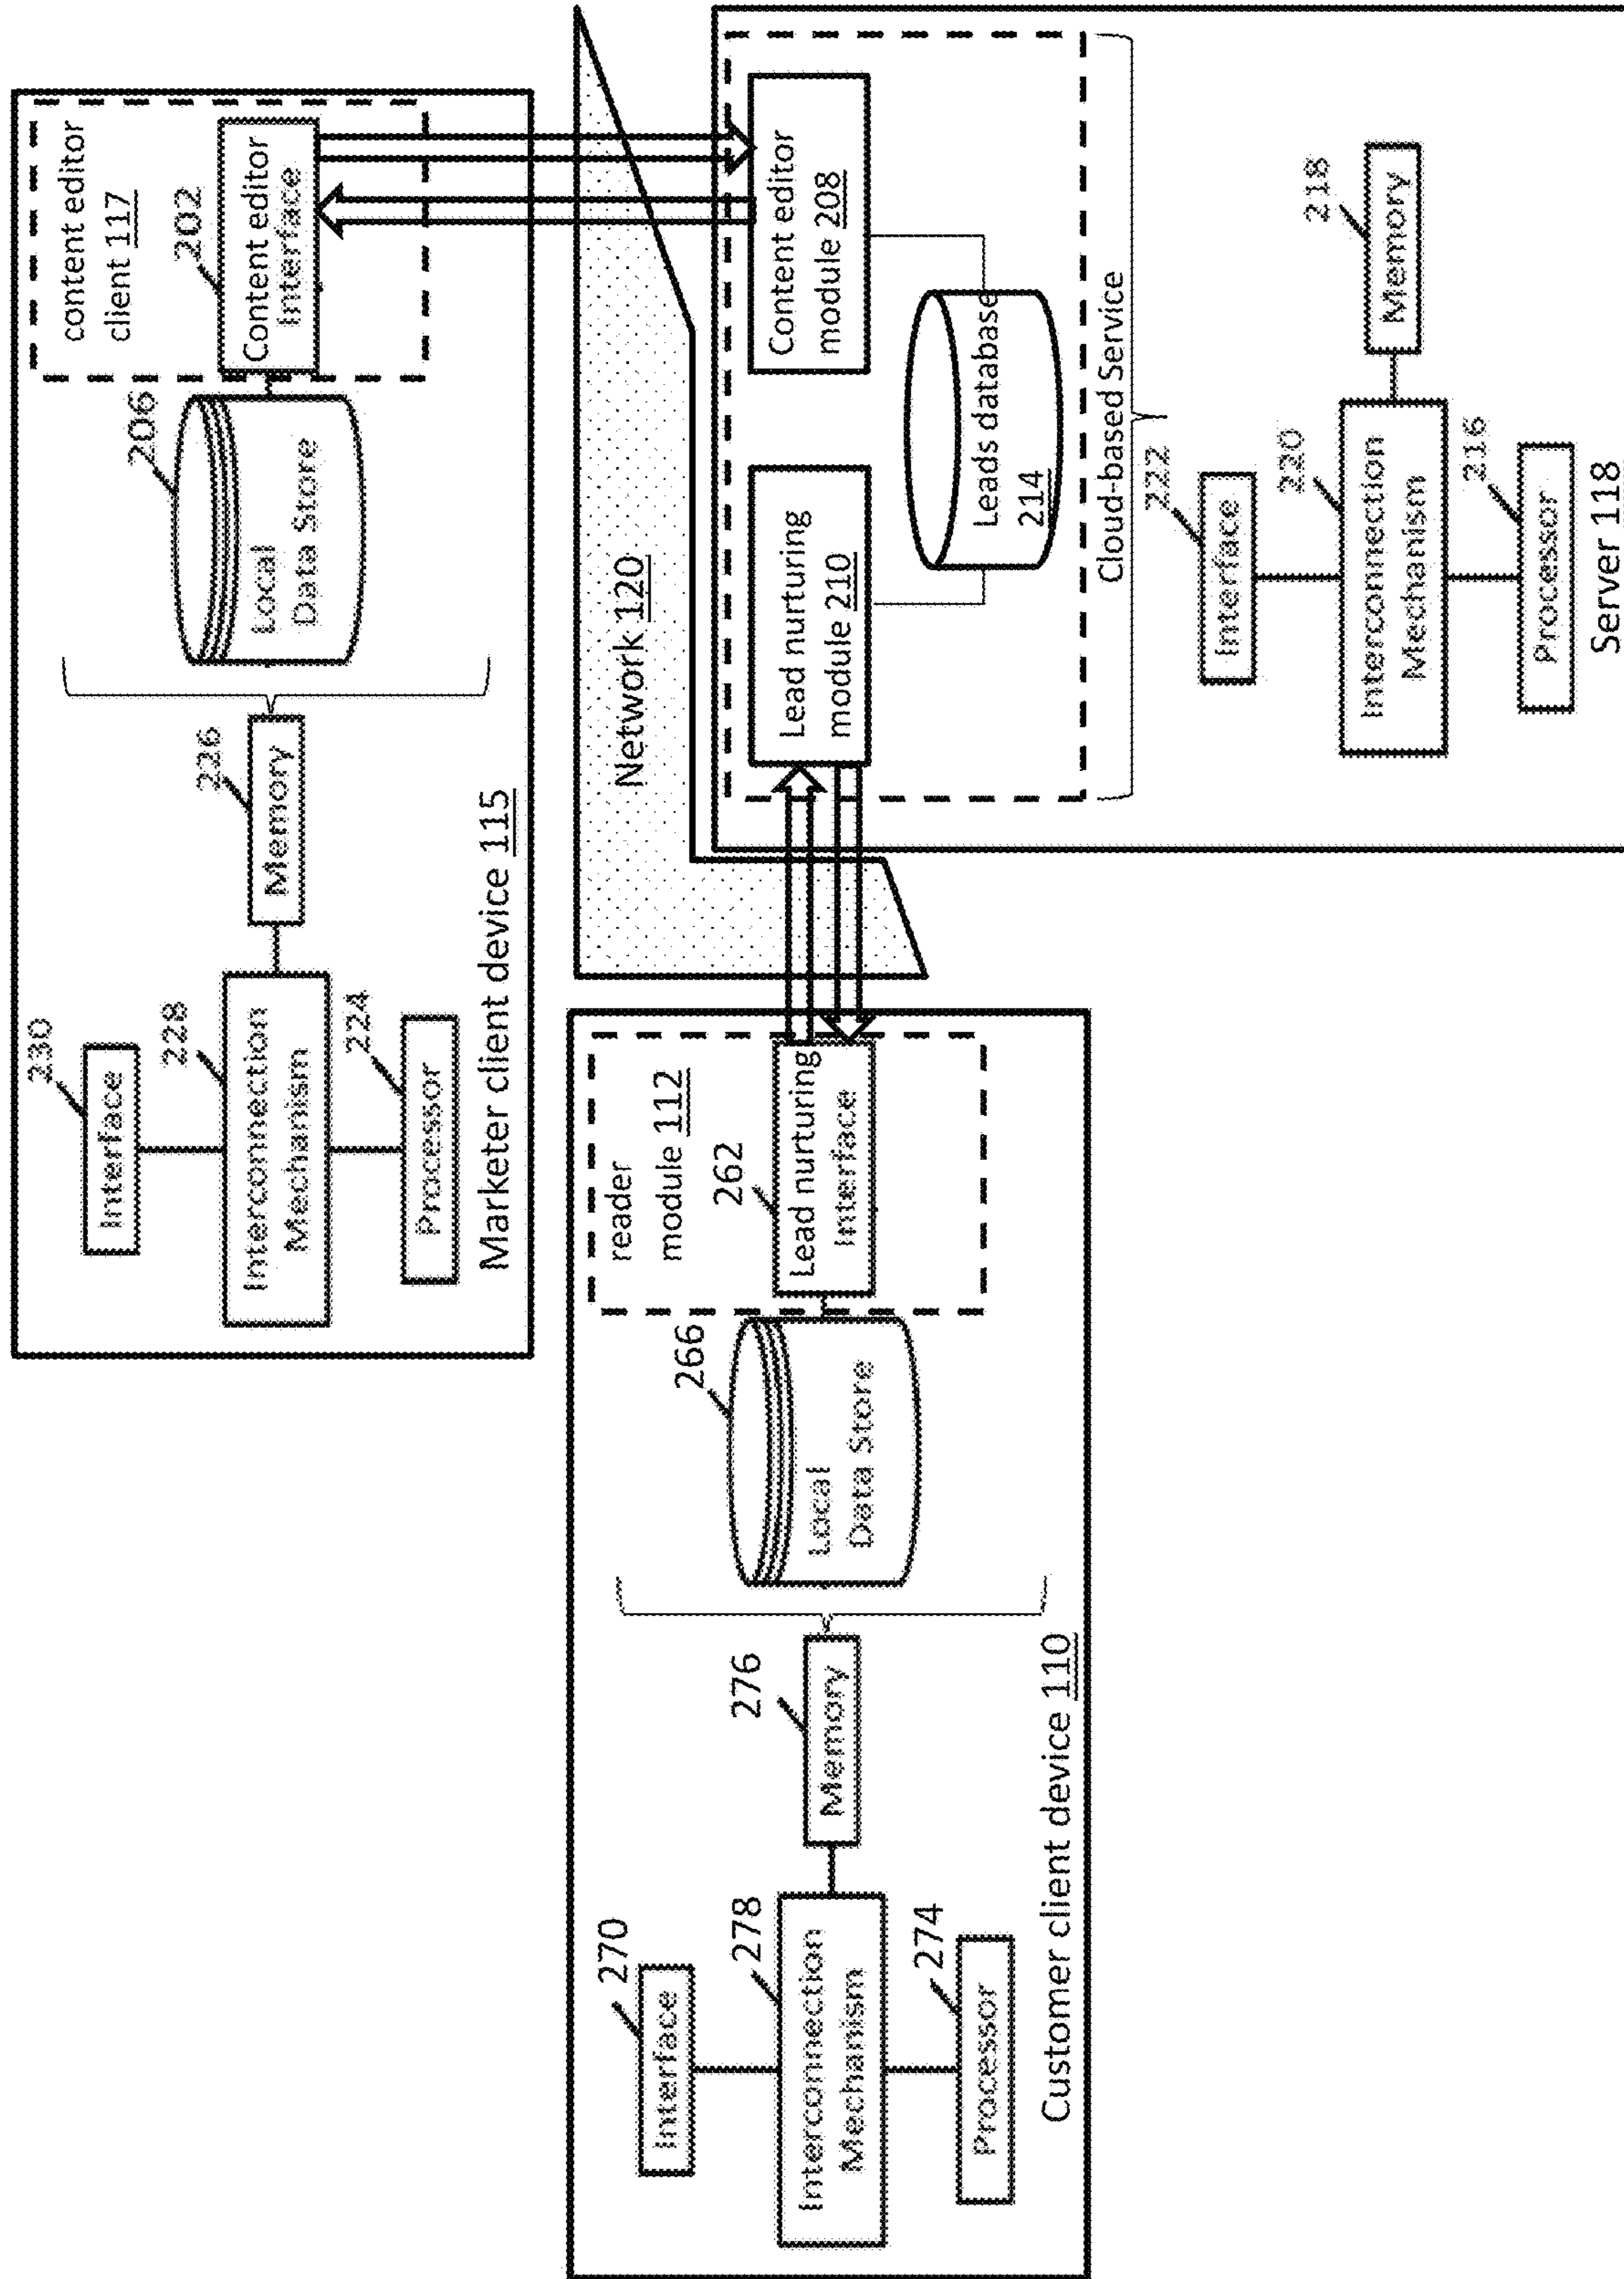 230
Interface
228
Interconnection
Mechanism
224
Processor
226
Memory
206
Local
Data Store
content editor
client 117
202
Content editor
Interface
Marketer client device 115
Network 120
270
Interface
278
Interconnection
Mechanism
274
Processor
276
Memory
266
Local
Data Store
reader
module 112
262
Lead nurturing
Interface
Customer client device 110
Lead nurturing
module 210
Content editor
module 208
Leads database
214
Cloud-based Service
222
Interface
220
Interconnection
Mechanism
216
Processor
218
Memory
Server 118